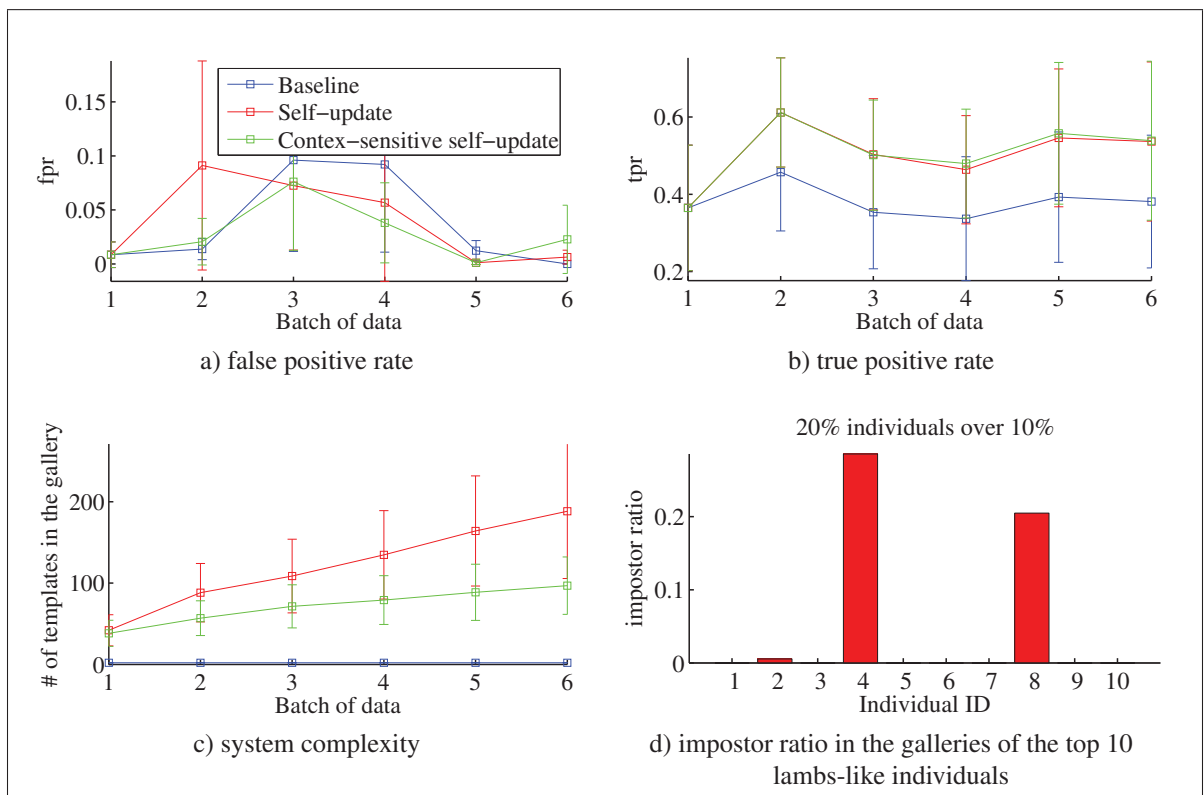 Baseline
Self-update
Contex-sensitive self-update
0.15
0.1
0.05
0
fpr
1 2 3 4 5 6
Batch of data
a) false positive rate
0.6
0.4
0.2
tpr
1 2 3 4 5 6
Batch of data
b) true positive rate
200
100
0
# of templates in the gallery
1 2 3 4 5 6
Batch of data
c) system complexity
20% individuals over 10%
0.2
0.1
0
impostor ratio
1 2 3 4 5 6 7 8 9 10
Individual ID
d) impostor ratio in the galleries of the top 10
lambs-like individuals